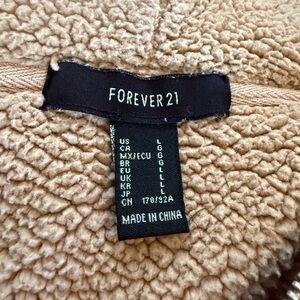 FOREVER 21
US L
CA G
MX/ECU G
BR G
EU L
UK L
KR L
JP L
CN 170/92A
MADE IN CHINA